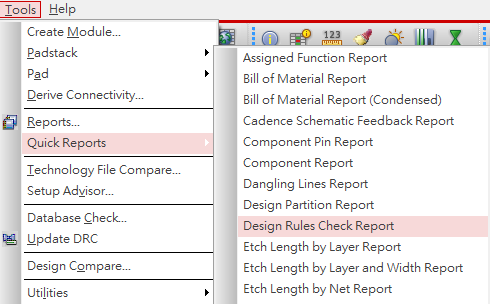 Tools Help
Create Module...
Padstack
Pad
Derive Connectivity...
Reports...
Quick Reports
Technology File Compare...
Setup Advisor...
Database Check...
Update DRC
Design Compare...
Utilities
123
Assigned Function Report
Bill of Material Report
Bill of Material Report (Condensed)
Cadence Schematic Feedback Report
Component Pin Report
Component Report
Dangling Lines Report
Design Partition Report
Design Rules Check Report
Etch Length by Layer Report
Etch Length by Layer and Width Report
Etch Length by Net Report